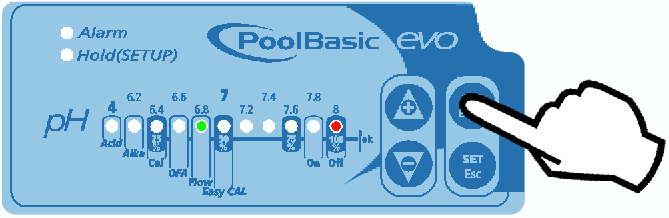 Alarm
Hold(SETUP)
PoolBasic evo
6.2 6.6 7.4 7.8
4 6.4 6.8 7 7.2 7.6 8
pH
ok
Acid Alka Cal OFA Flow Easy CAL On Off
SET
Esc